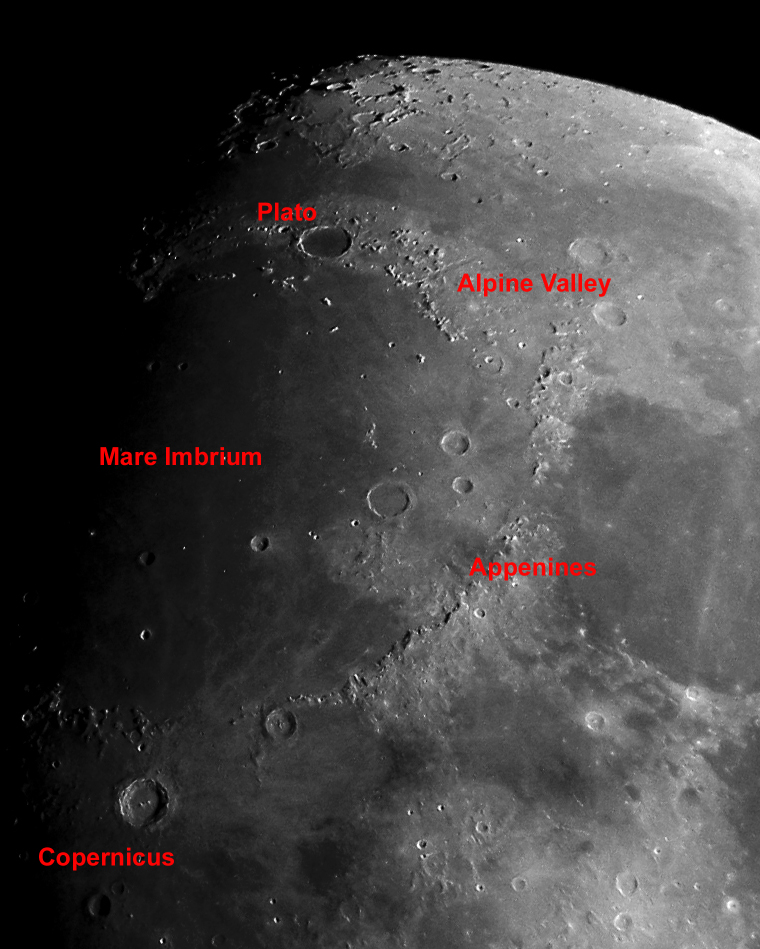 Plato
Alpine Valley
Mare Imbrium
Appenines
Copernicus